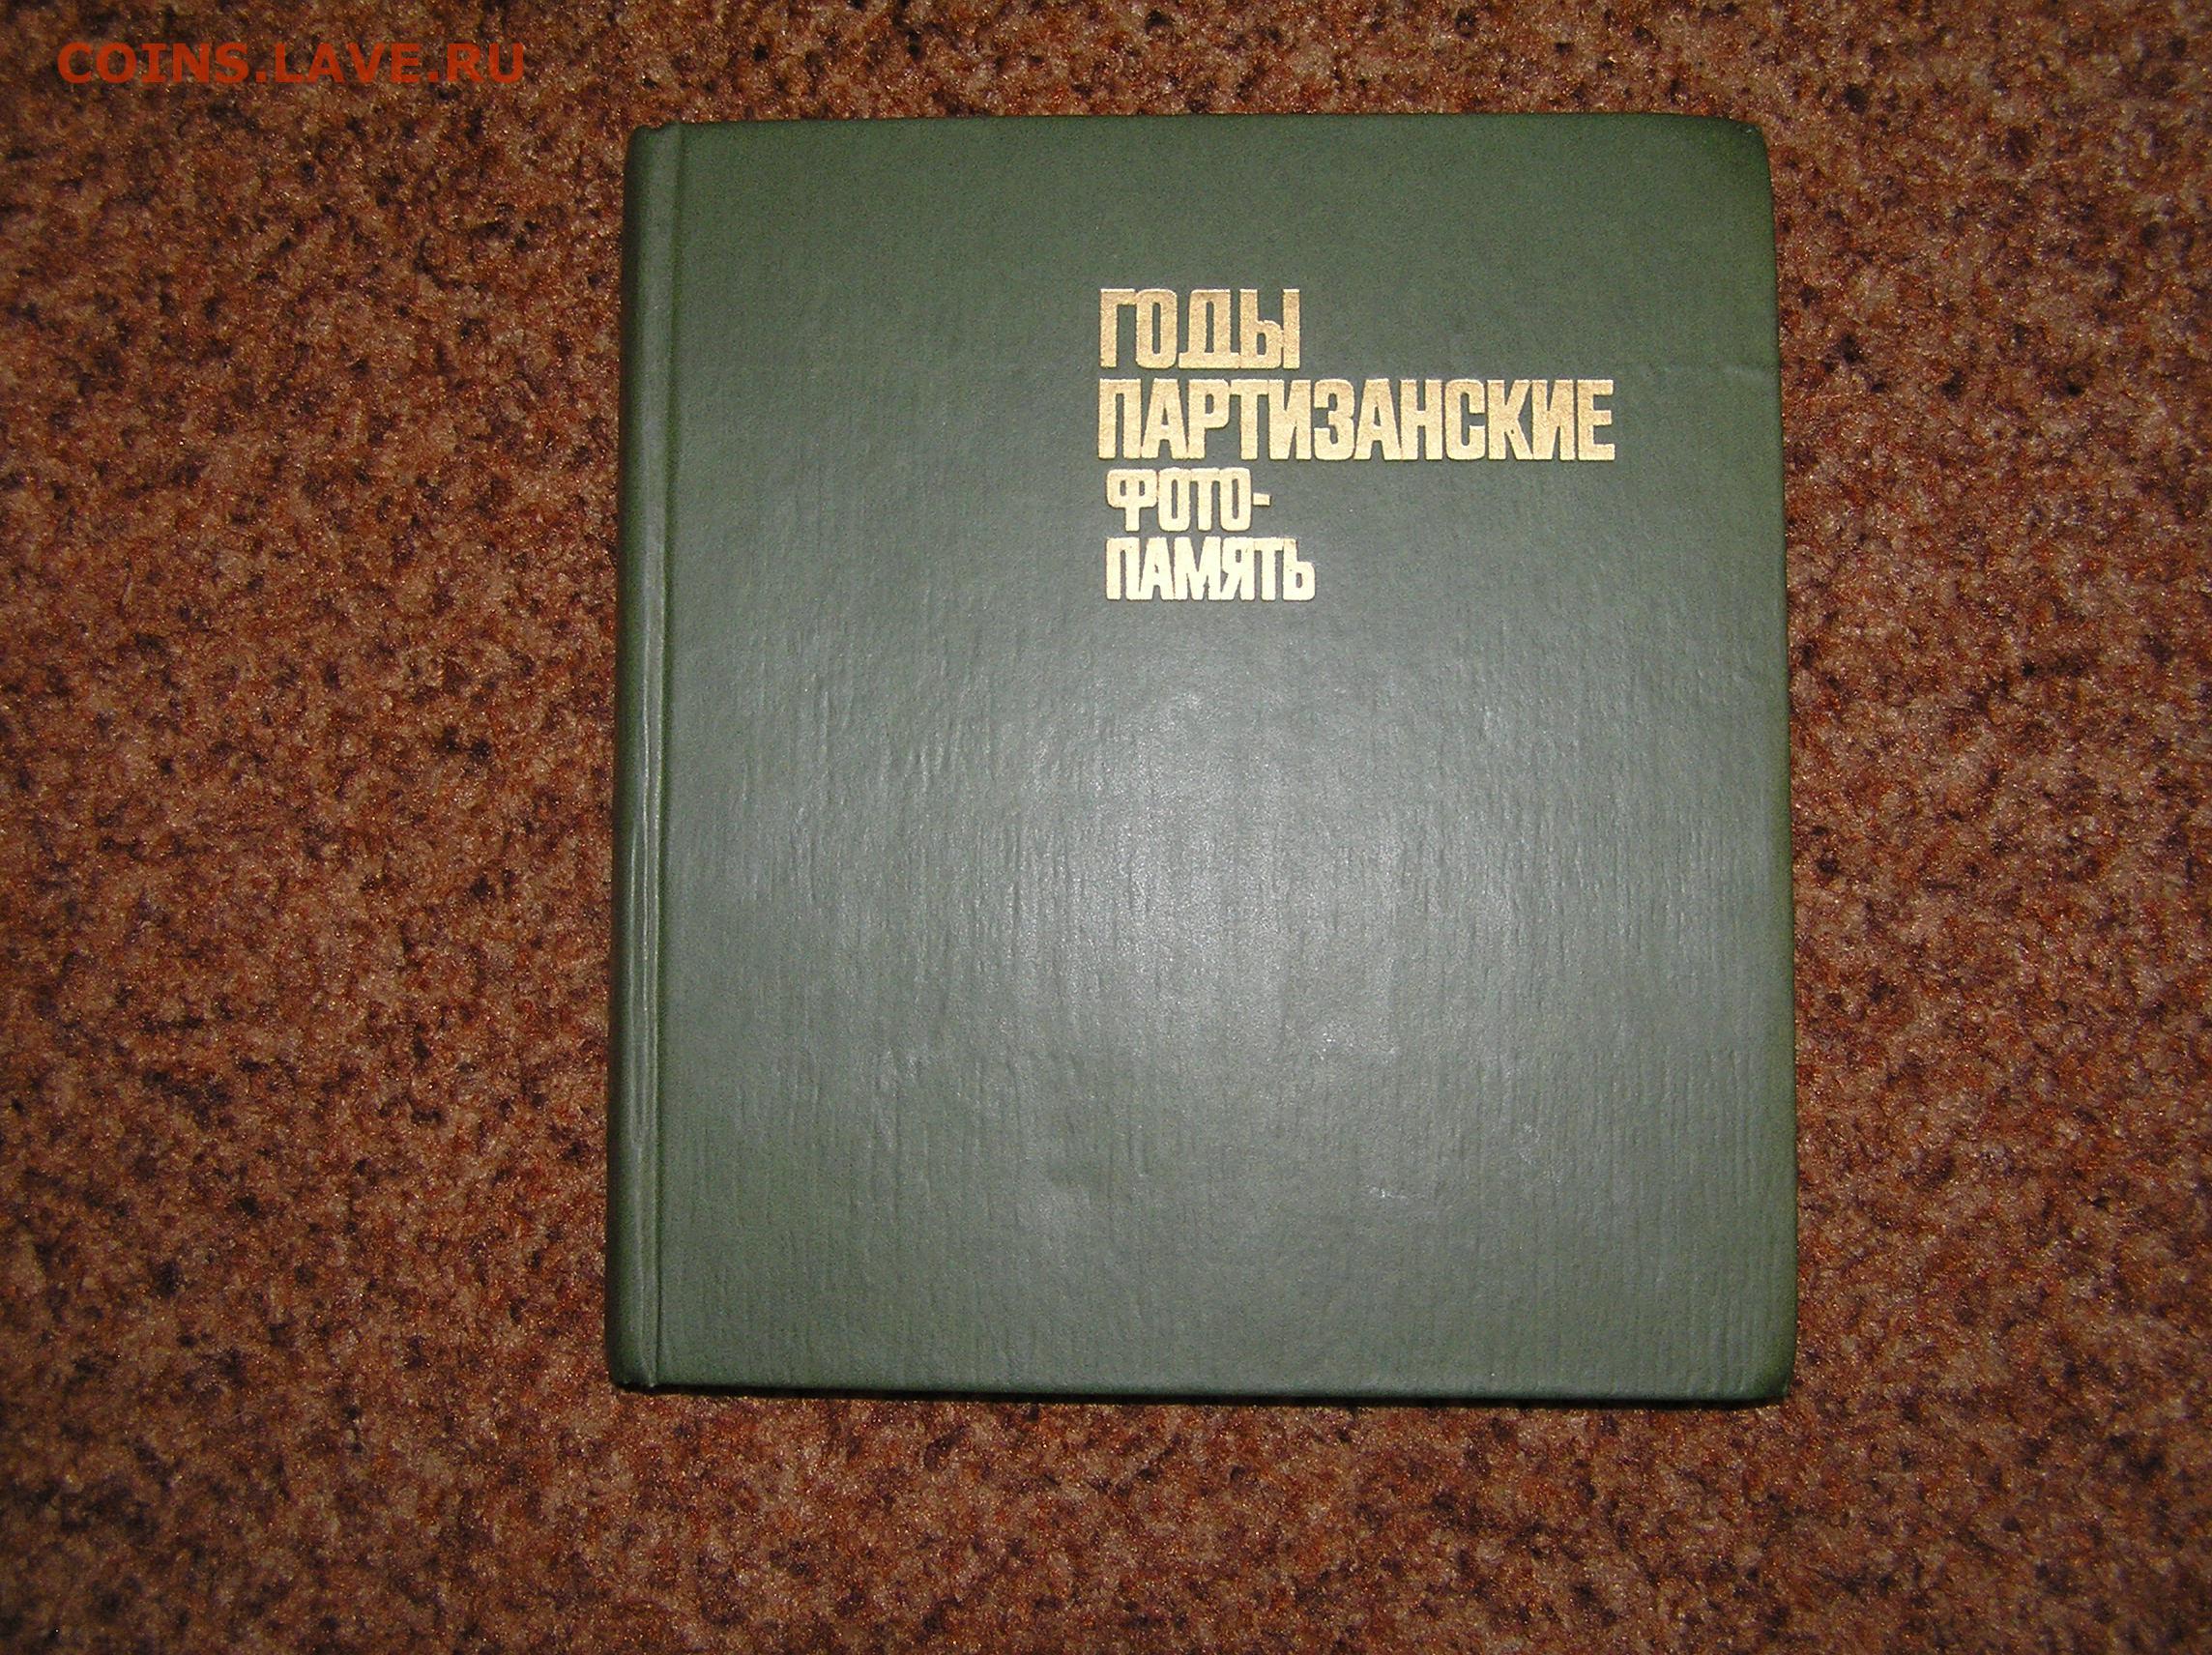 COINS.LAVE.RU
ГОДЫ
ПАРТИЗАНСКИЕ
ФОТО-
ПАМЯТЬ